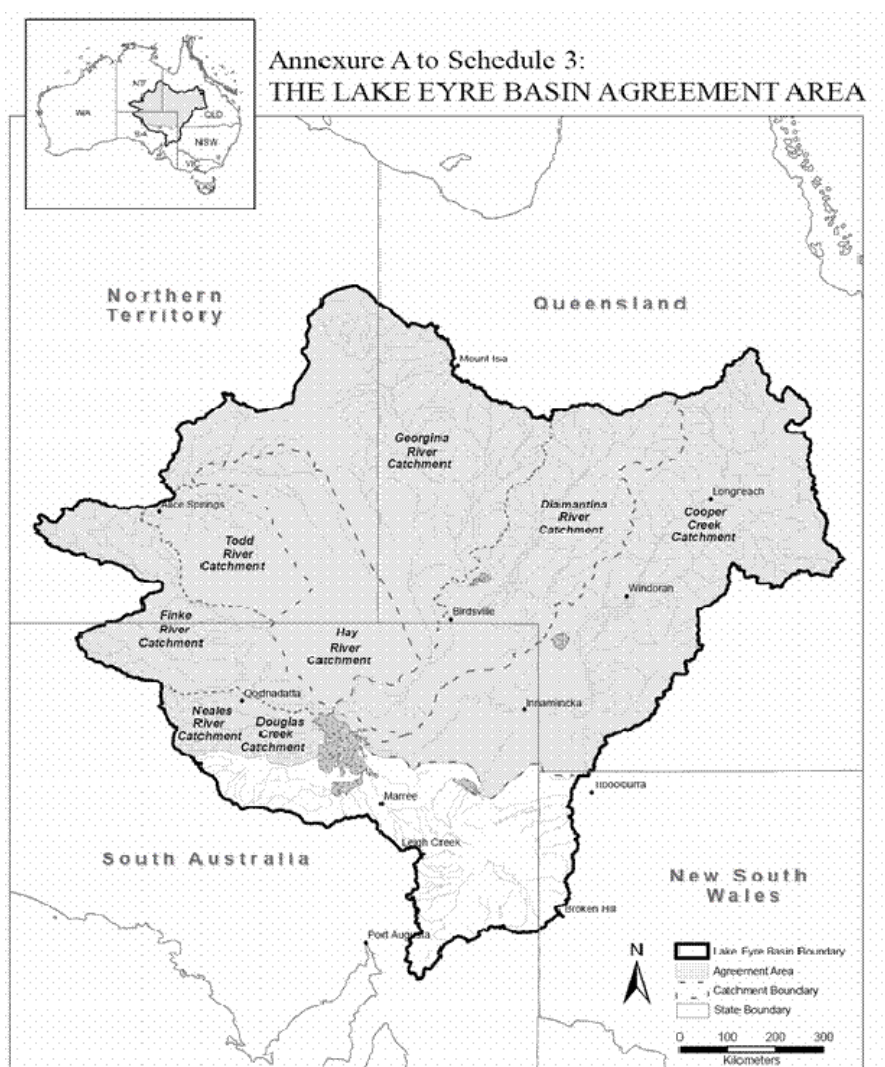 Annexure A to Schedule 3:
THE LAKE EYRE BASIN AGREEMENT AREA
NT
WA
QLD
SA
NSW
VIC
Northern
Territory
Queensland
Mount Isa
Georgina
River
Catchment
Alice Springs
Longreach
Diamantina
River
Catchment
Cooper
Creek
Catchment
Todd
River
Catchment
Windorah
Birdsville
Finke
River
Catchment
Hay
River
Catchment
Oodnadatta
Innamincka
Neales
River
Catchment
Douglas
Creek
Catchment
Tibooburra
Marree
Leigh Creek
South Australia
New South
Wales
Broken Hill
Port Augusta
N
Lake Eyre Basin Boundary
Agreement Area
Catchment Boundary
State Boundary
0 100 200 300
Kilometers